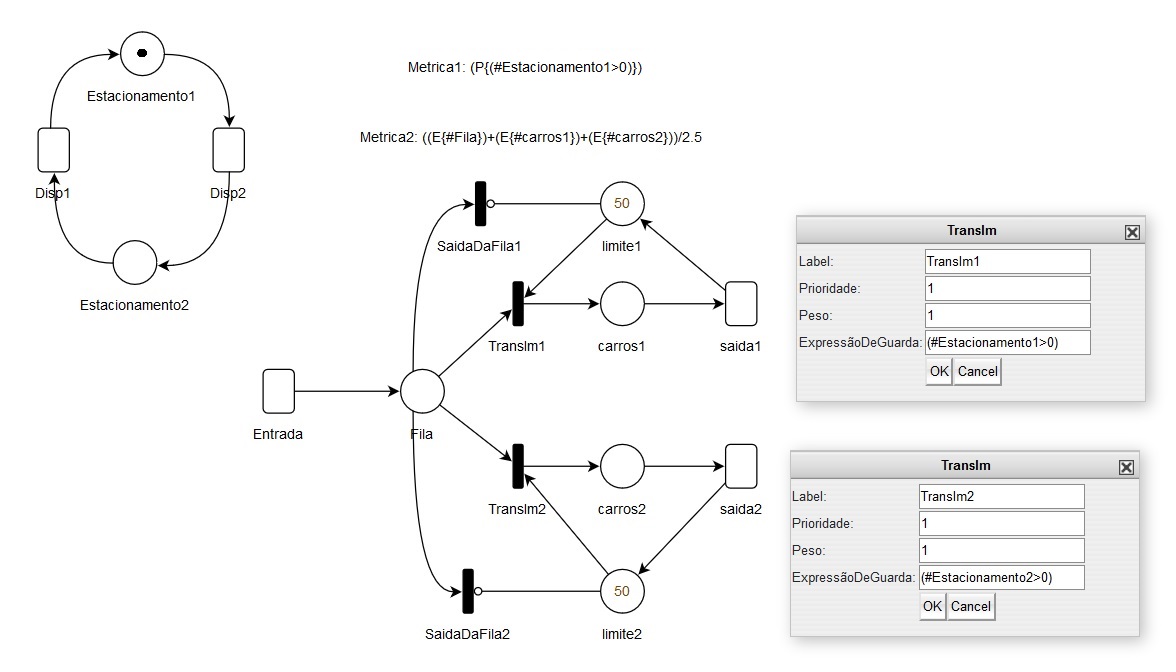 Metrica1: (P{(#Estacionamento1>0)})
Estacionamento1
Metrica2: ((E{#Fila})+(E{#carros1})+(E{#carros2}))/2.5
Disp1
Disp2
50
SaidaDaFila1
limite1
Estacionamento2
TransIm1
carros1
saida1
Entrada
Fila
TransIm2
carros2
saida2
50
SaidaDaFila2
limite2
TransIm
Label: TransIm1
Prioridade: 1
Peso: 1
ExpressãoDeGuarda: (#Estacionamento1>0)
OK Cancel
TransIm
Label: TransIm2
Prioridade: 1
Peso: 1
ExpressãoDeGuarda: (#Estacionamento2>0)
OK Cancel